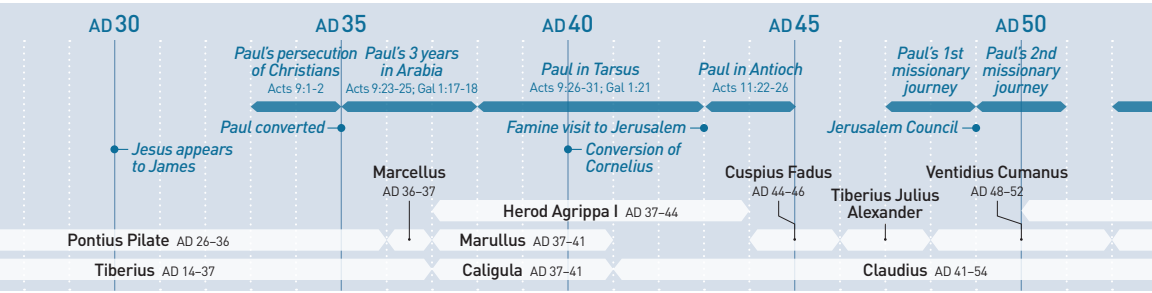 AD 30
AD 35
AD 40
AD 45
AD 50
Paul's persecution
of Christians
Acts 9:1-2
Paul's 3 years
in Arabia
Acts 9:23-25; Gal 1:17-18
Paul in Tarsus
Acts 9:26-31; Gal 1:21
Paul in Antioch
Acts 11:22-26
Paul's 1st
missionary
journey
Paul's 2nd
missionary
journey
Paul converted
Famine visit to Jerusalem
Jerusalem Council
Jesus appears
to James
Conversion of
Cornelius
Marcellus
AD 36–37
Cuspius Fadus
AD 44–46
Tiberius Julius
Alexander
Ventidius Cumanus
AD 48–52
Herod Agrippa I AD 37–44
Pontius Pilate AD 26–36
Marullus AD 37–41
Tiberius AD 14–37
Caligula AD 37–41
Claudius AD 41–54